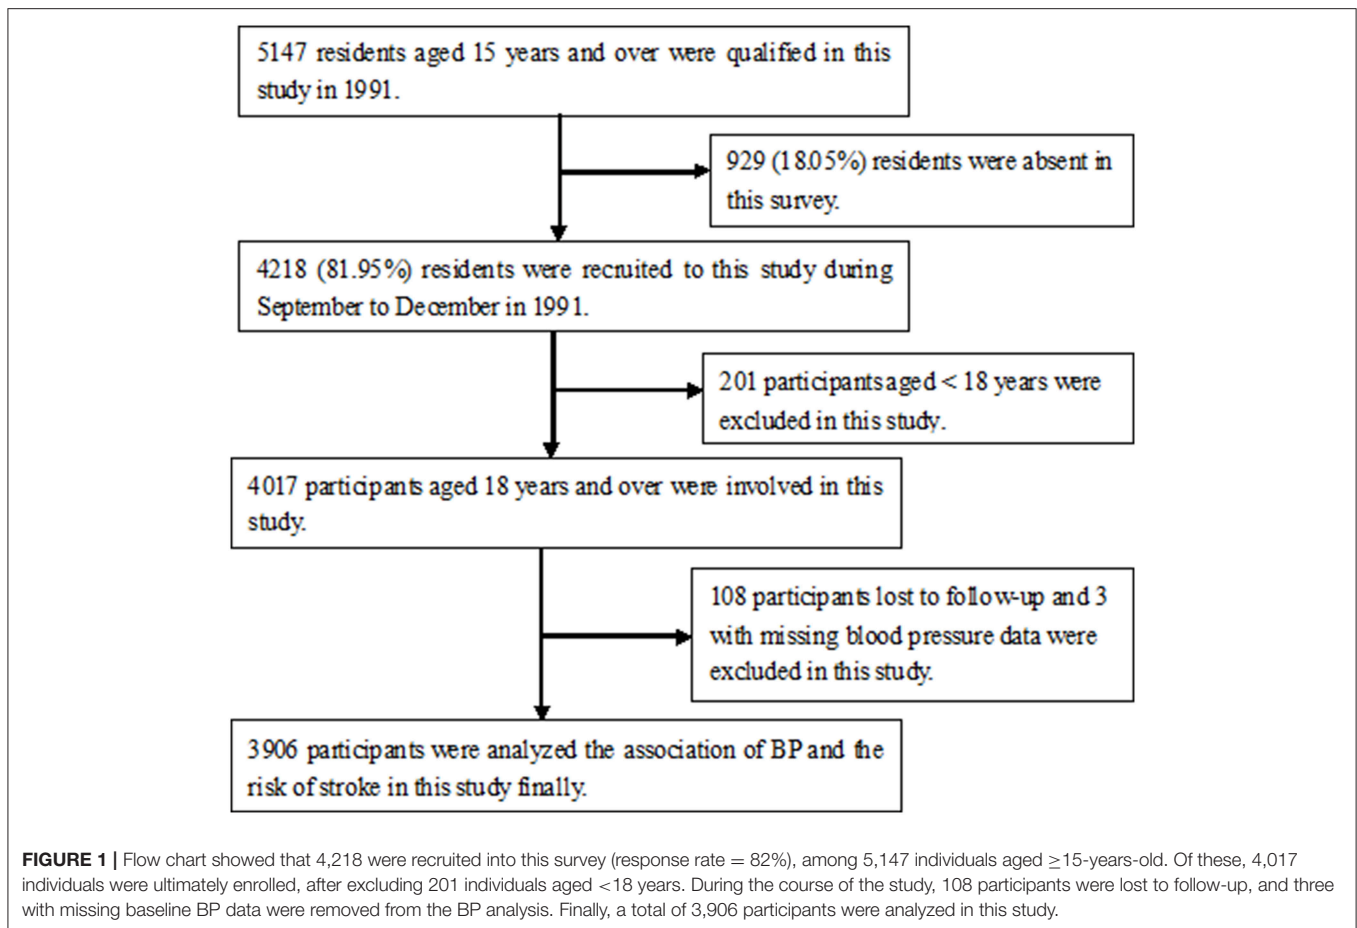 5147 residents aged 15 years and over were qualified in this
study in 1991.
929 (18.05%) residents were absent in
this survey.
4218 (81.95%) residents were recruited to this study during
September to December in 1991.
201 participants aged < 18 years were
excluded in this study.
4017 participants aged 18 years and over were involved in this
study.
108 participants lost to follow-up and 3
with missing blood pressure data were
excluded in this study.
3906 participants were analyzed the association of BP and the
risk of stroke in this study finally.
FIGURE 1 | Flow chart showed that 4,218 were recruited into this survey (response rate = 82%), among 5,147 individuals aged ≥15-years-old. Of these, 4,017
individuals were ultimately enrolled, after excluding 201 individuals aged <18 years. During the course of the study, 108 participants were lost to follow-up, and three
with missing baseline BP data were removed from the BP analysis. Finally, a total of 3,906 participants were analyzed in this study.